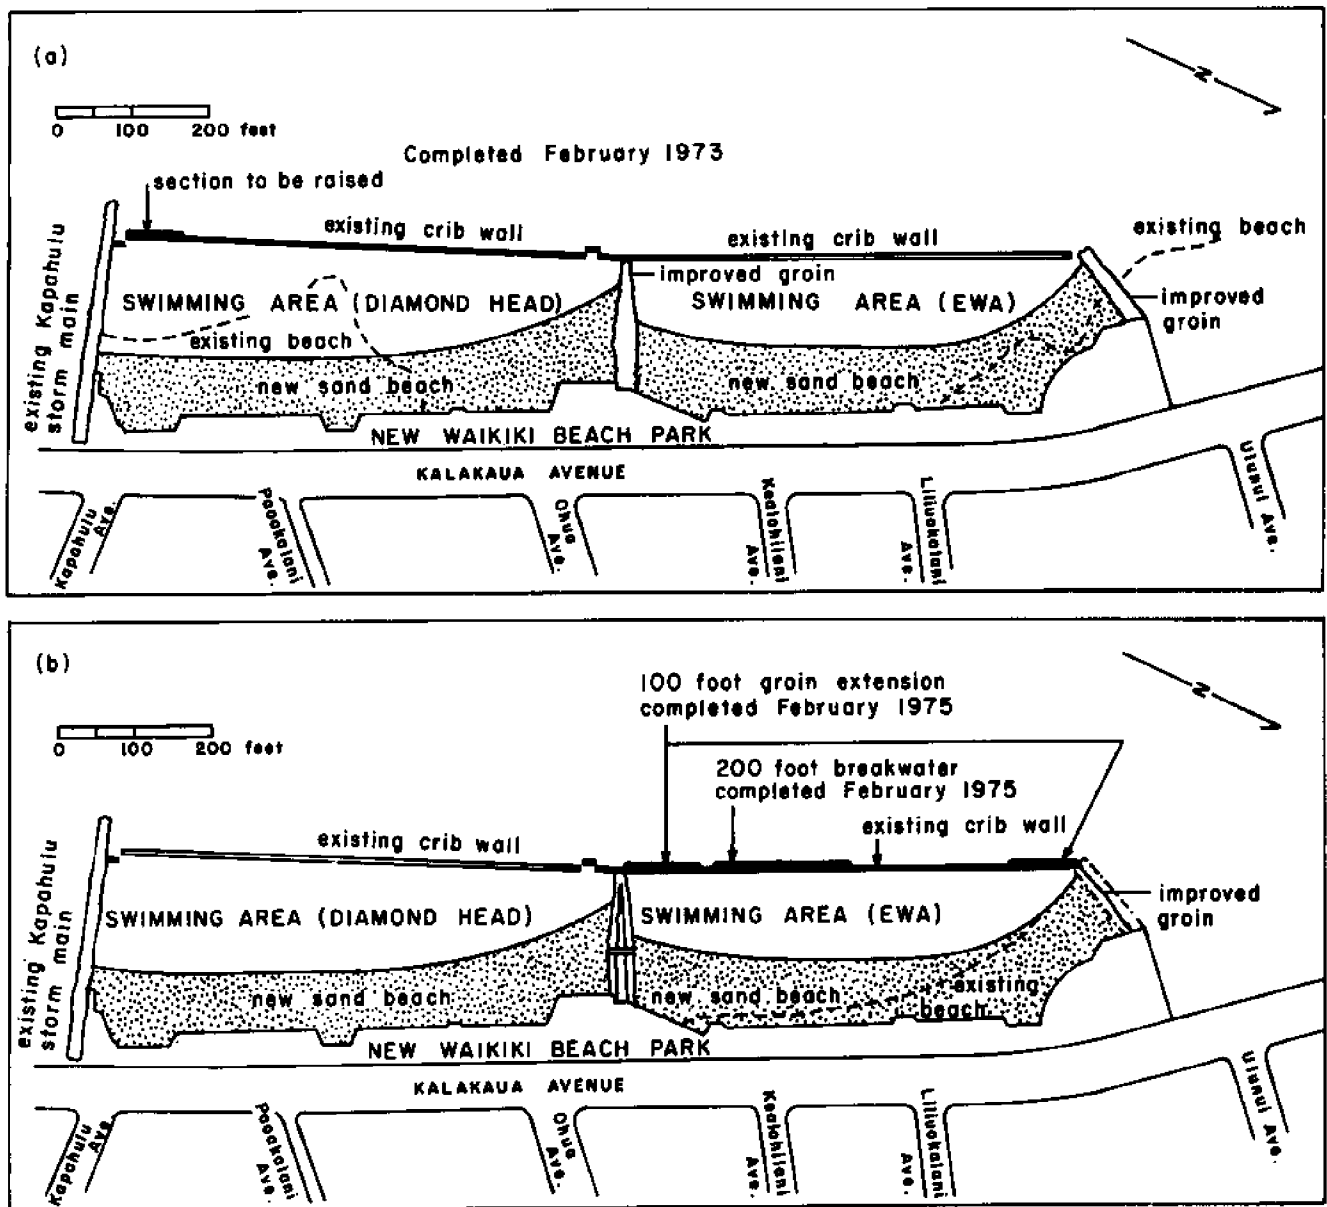 (a)
N
0 100 200 feet
Completed February 1973
section to be raised
existing crib wall
existing crib wall
existing beach
improved groin
improved
groin
SWIMMING AREA (DIAMOND HEAD)
SWIMMING AREA (EWA)
existing Kapahulu
storm main
existing beach
new sand beach
new sand beach
NEW WAIKIKI BEACH PARK
KALAKAUA AVENUE
Kapahulu
Ave.
Paoakalani
Ave.
Ohua
Ave.
Kealohilani
Ave.
Liliuokalani
Ave.
Uluniu Ave.
(b)
N
100 foot groin extension
completed February 1975
0 100 200 feet
200 foot breakwater
completed February 1975
existing crib wall
existing crib wall
improved
groin
SWIMMING AREA (DIAMOND HEAD)
SWIMMING AREA (EWA)
existing Kapahulu
storm main
new sand beach
new sand beach
existing
beach
NEW WAIKIKI BEACH PARK
KALAKAUA AVENUE
Kapahulu
Ave.
Paoakalani
Ave.
Ohua
Ave.
Kealohilani
Ave.
Liliuokalani
Ave.
Uluniu Ave.